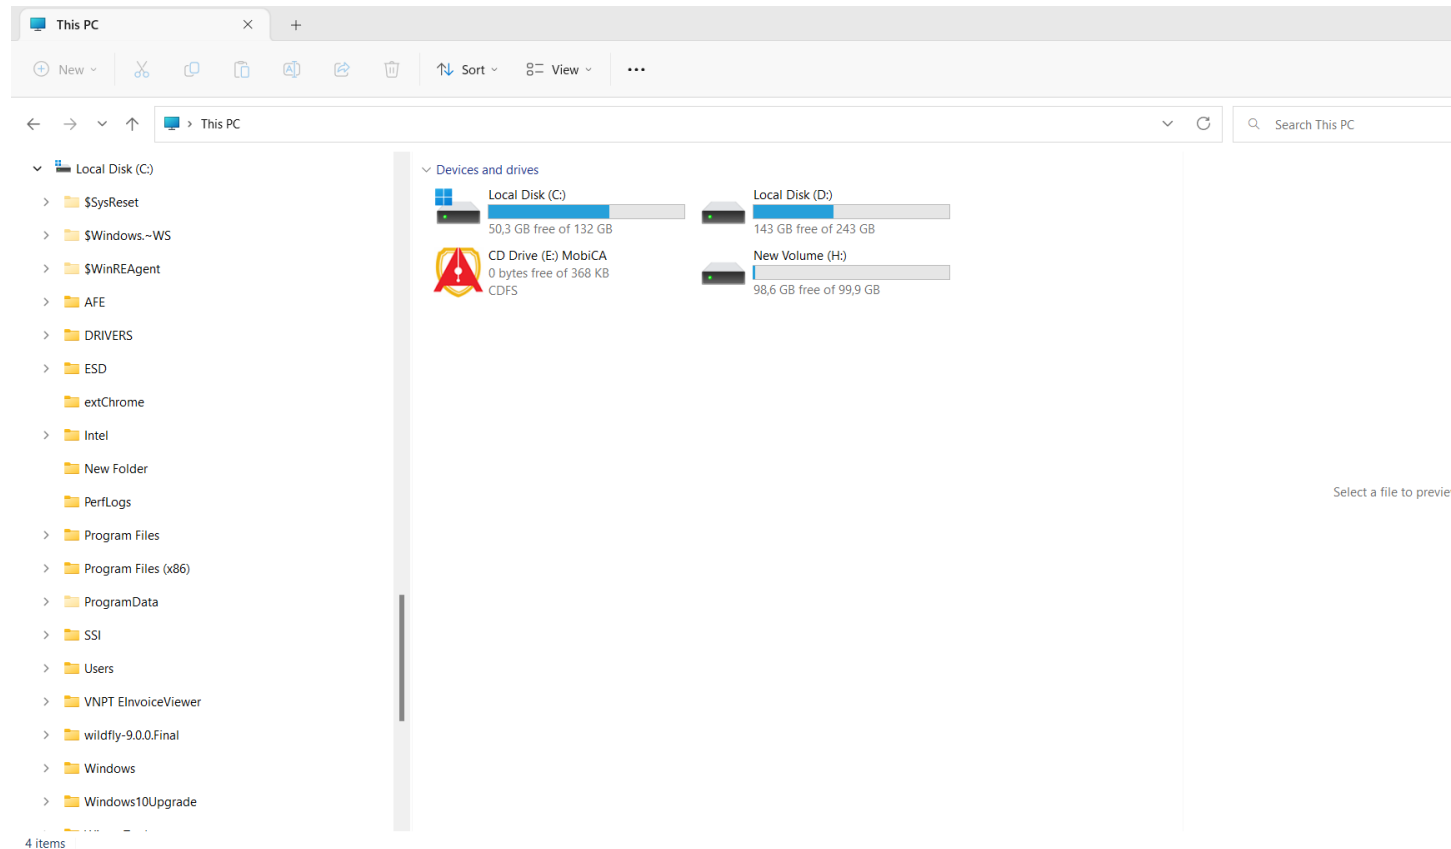 This PC
New
Sort
View
This PC
Search This PC
Local Disk (C:)
$SysReset
$Windows.~WS
$WinREAgent
AFE
DRIVERS
ESD
extChrome
Intel
New Folder
PerfLogs
Program Files
Program Files (x86)
ProgramData
SSI
Users
VNPT EInvoiceViewer
wildfly-9.0.0.Final
Windows
Windows10Upgrade
Devices and drives
Local Disk (C:)
50,3 GB free of 132 GB
Local Disk (D:)
143 GB free of 243 GB
CD Drive (E:) MobiCA
0 bytes free of 368 KB
CDFS
New Volume (H:)
98,6 GB free of 99,9 GB
Select a file to previe
4 items